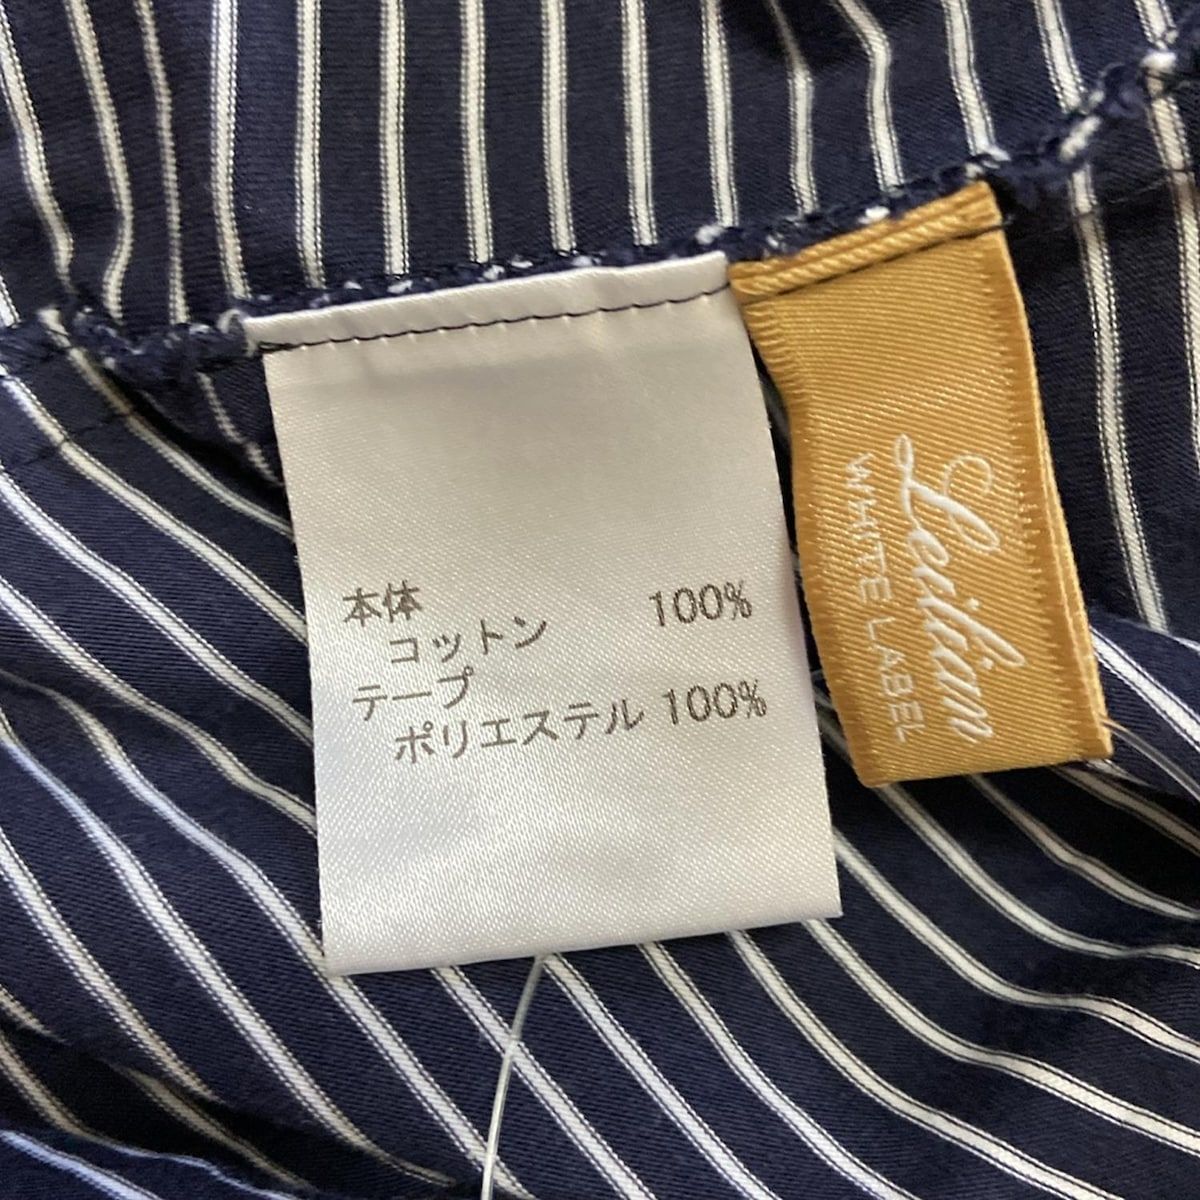 本体
コットン 100%
テープ
ポリエステル 100%
Leilian
WHITE LABEL